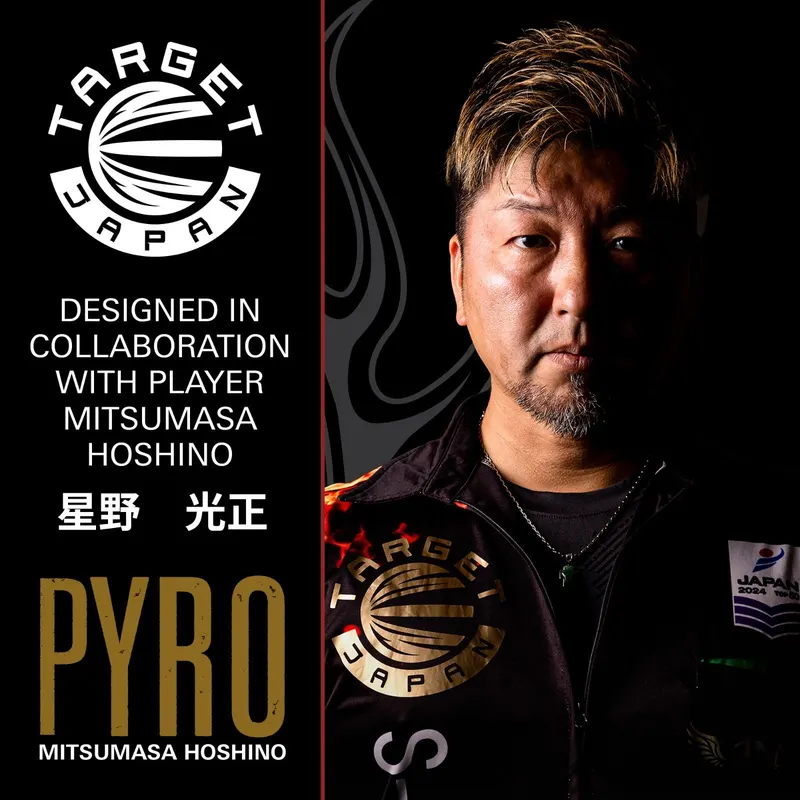 TARGET
JAPAN
DESIGNED IN
COLLABORATION
WITH PLAYER
MITSUMASA
HOSHINO
星野 光正
PYRO
MITSUMASA HOSHINO
TARGET
JAPAN
JAPAN
2024
S